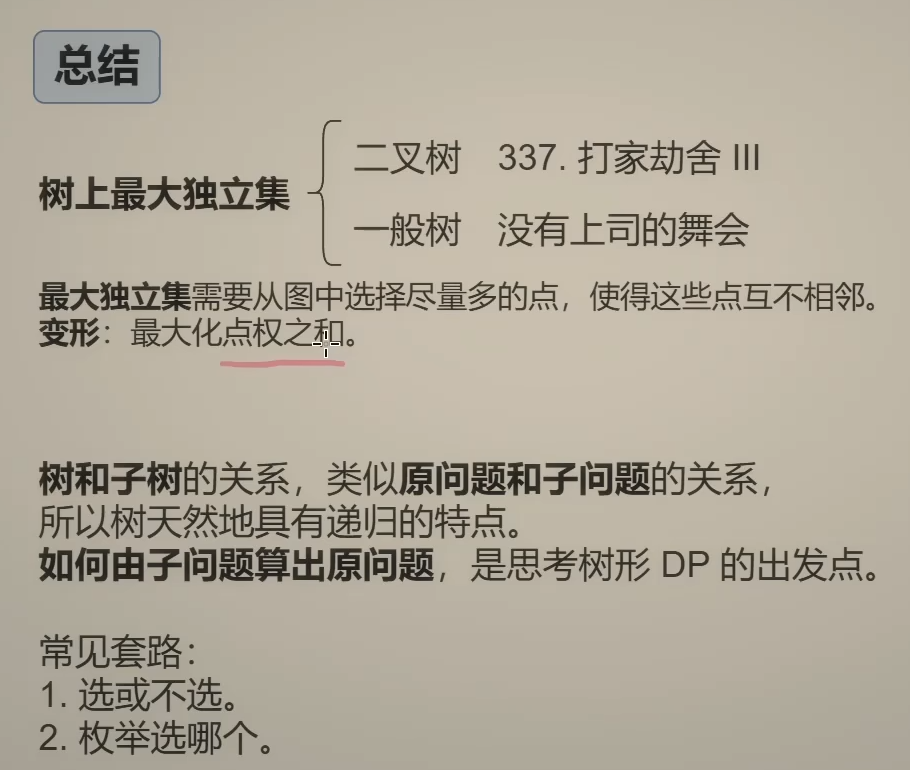 总结
树上最大独立集
二叉树 337. 打家劫舍 III
一般树 没有上司的舞会
最大独立集需要从图中选择尽量多的点，使得这些点互不相邻。
变形：最大化点权之和。
树和子树的关系，类似原问题和子问题的关系，
所以树天然地具有递归的特点。
如何由子问题算出原问题，是思考树形 DP 的出发点。
常见套路：
1. 选或不选。
2. 枚举选哪个。